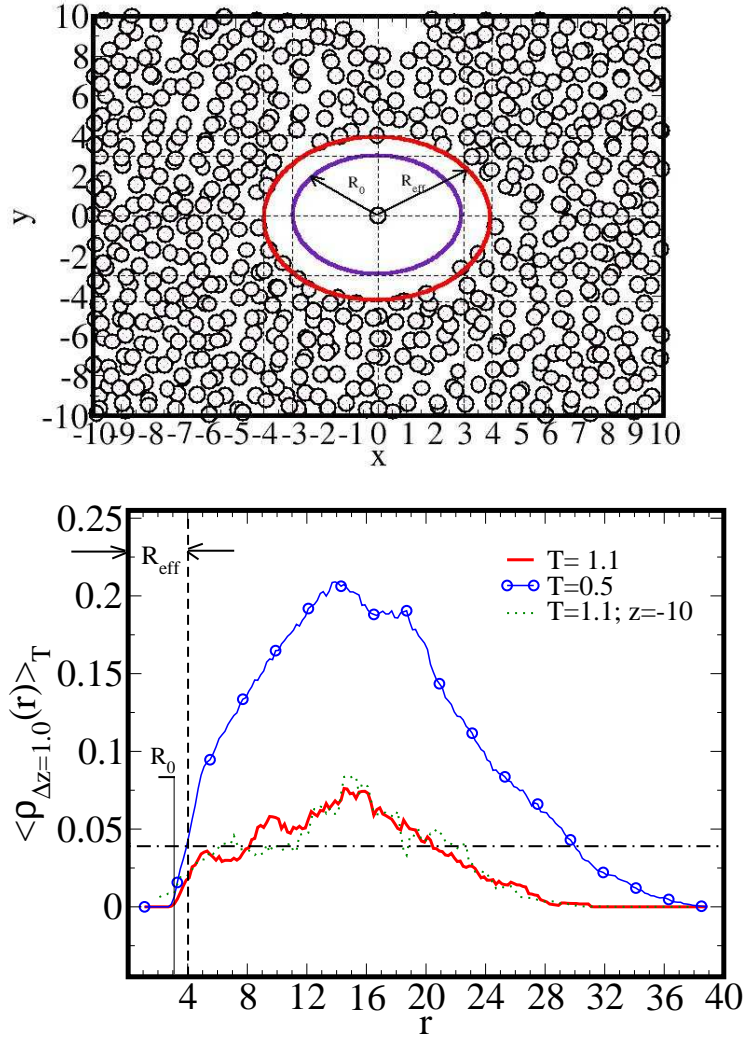 10
8
6
4
2
0
-2
-4
-6
-8
-10
y
R0
Reff
-10 -9 -8 -7 -6 -5 -4 -3 -2 -1 0 1 2 3 4 5 6 7 8 9 10
x
0.25
0.2
0.15
0.1
0.05
0
<ρΔz=1.0(r)>T
Reff
R0
T= 1.1
T=0.5
T=1.1; z=-10
4 8 12 16 20 24 28 32 36 40
r